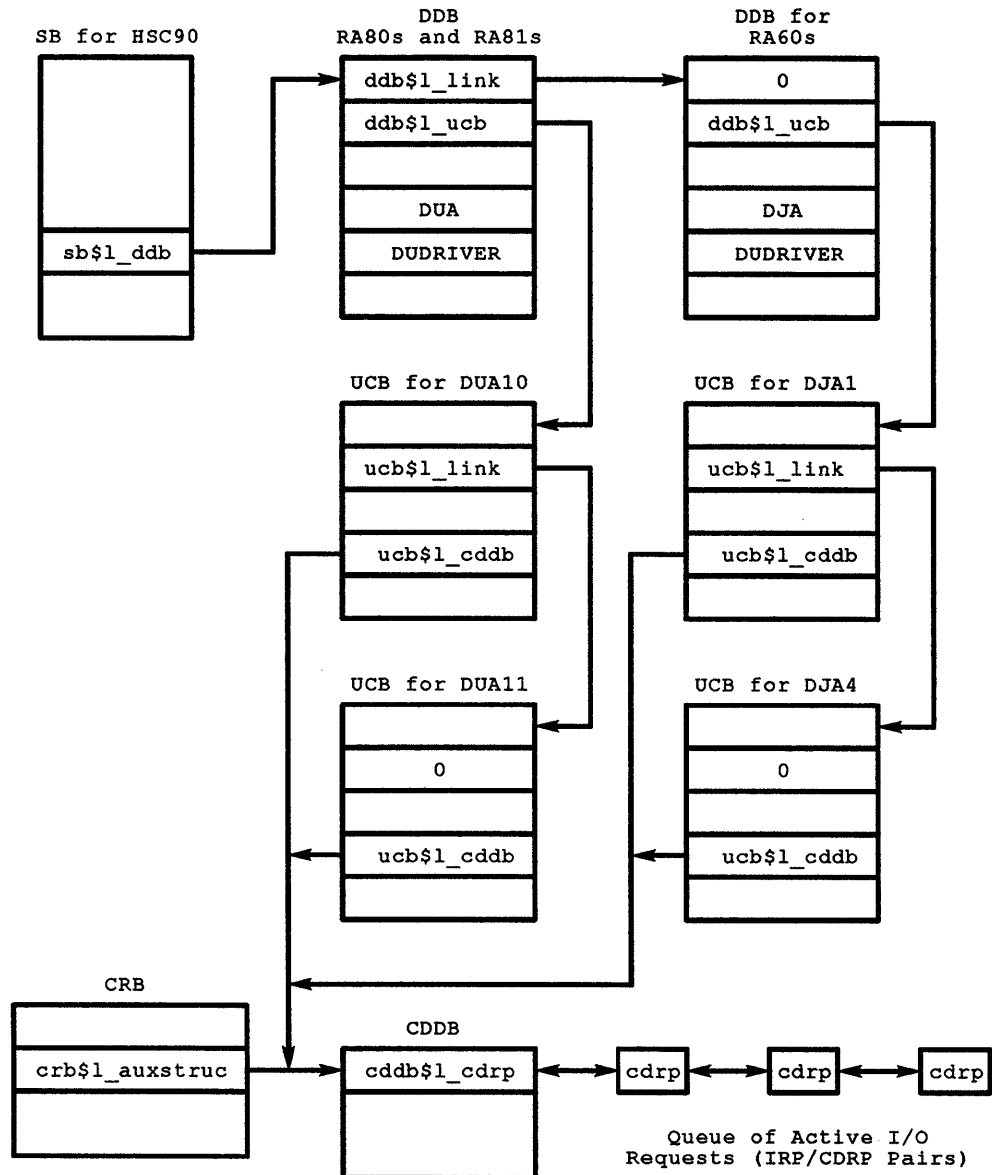 DDB
DDB for
SB for HSC90
RA80s and RA81s
RA60s
ddb$l_link
0
ddb$l_ucb
ddb$l_ucb
DUA
DJA
sb$l_ddb
DUDRIVER
DUDRIVER
UCB for DUA10
UCB for DJA1
ucb$l_link
ucb$l_link
ucb$l_cddb
ucb$l_cddb
UCB for DUA11
UCB for DJA4
0
0
ucb$l_cddb
ucb$l_cddb
CRB
CDDB
crb$l_auxstruc
cddb$l_cdrp
cdrp
cdrp
cdrp
Queue of Active I/O
Requests (IRP/CDRP Pairs)